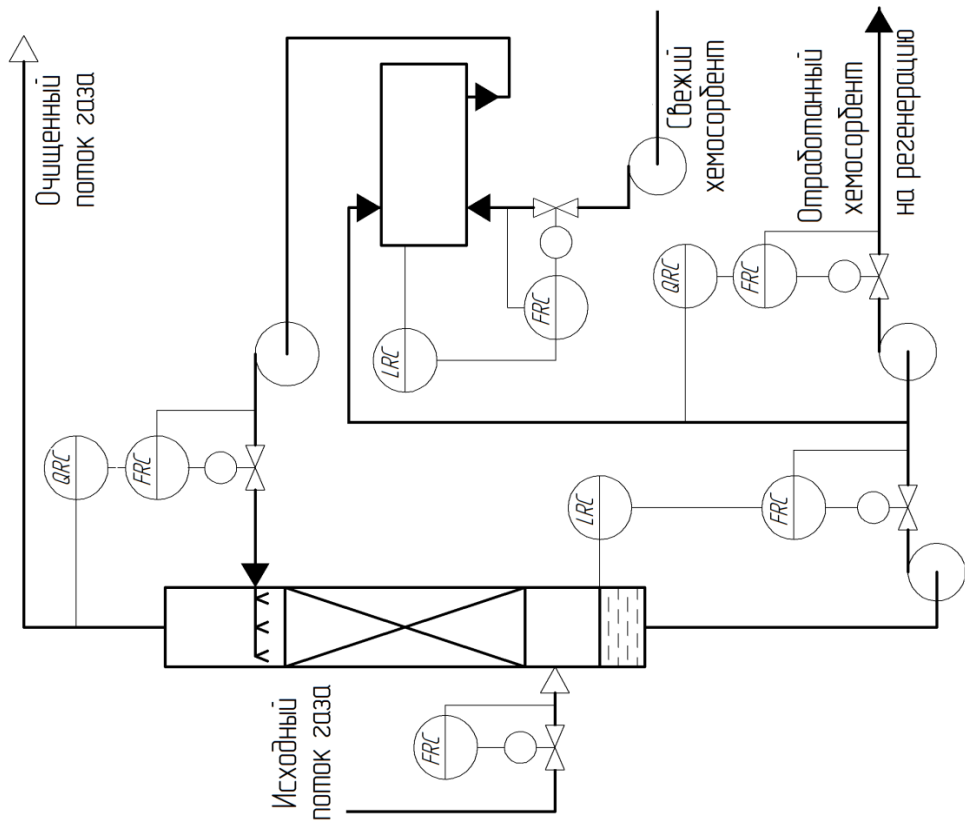 Очищенный
поток газа
QRC
FRC
LRC
FRC
Свежий
хемосорбент
Исходный
поток газа
FRC
LRC
FRC
QRC
FRC
Отработанный
хемосорбент
на регенерацию